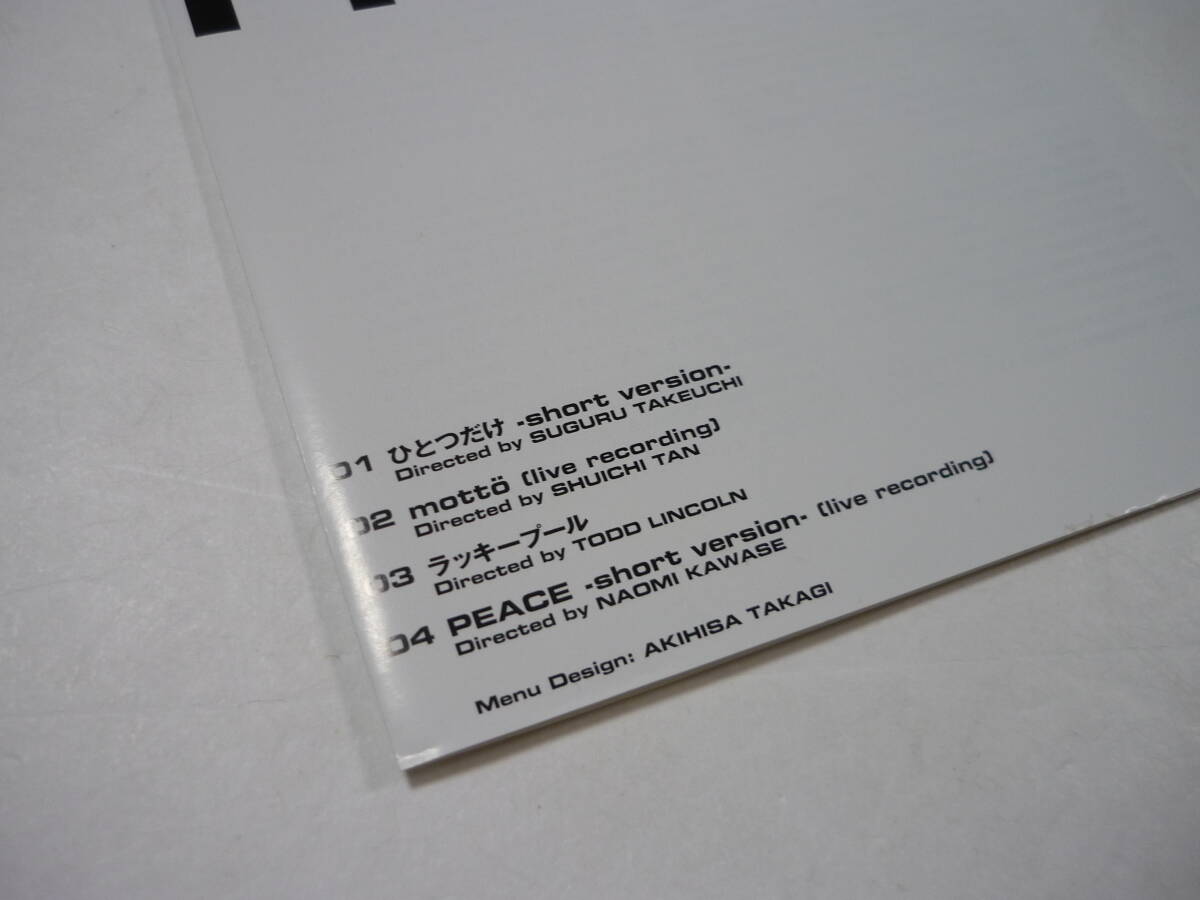 01 ひとつだけ -short version-
Directed by SUGURU TAKEUCHI
02 mottö (live recording)
Directed by SHUICHI TAN
03 ラッキープール
Directed by TODD LINCOLN
04 PEACE -short version- (live recording)
Directed by NAOMI KAWASE
Menu Design: AKIHISA TAKAGI